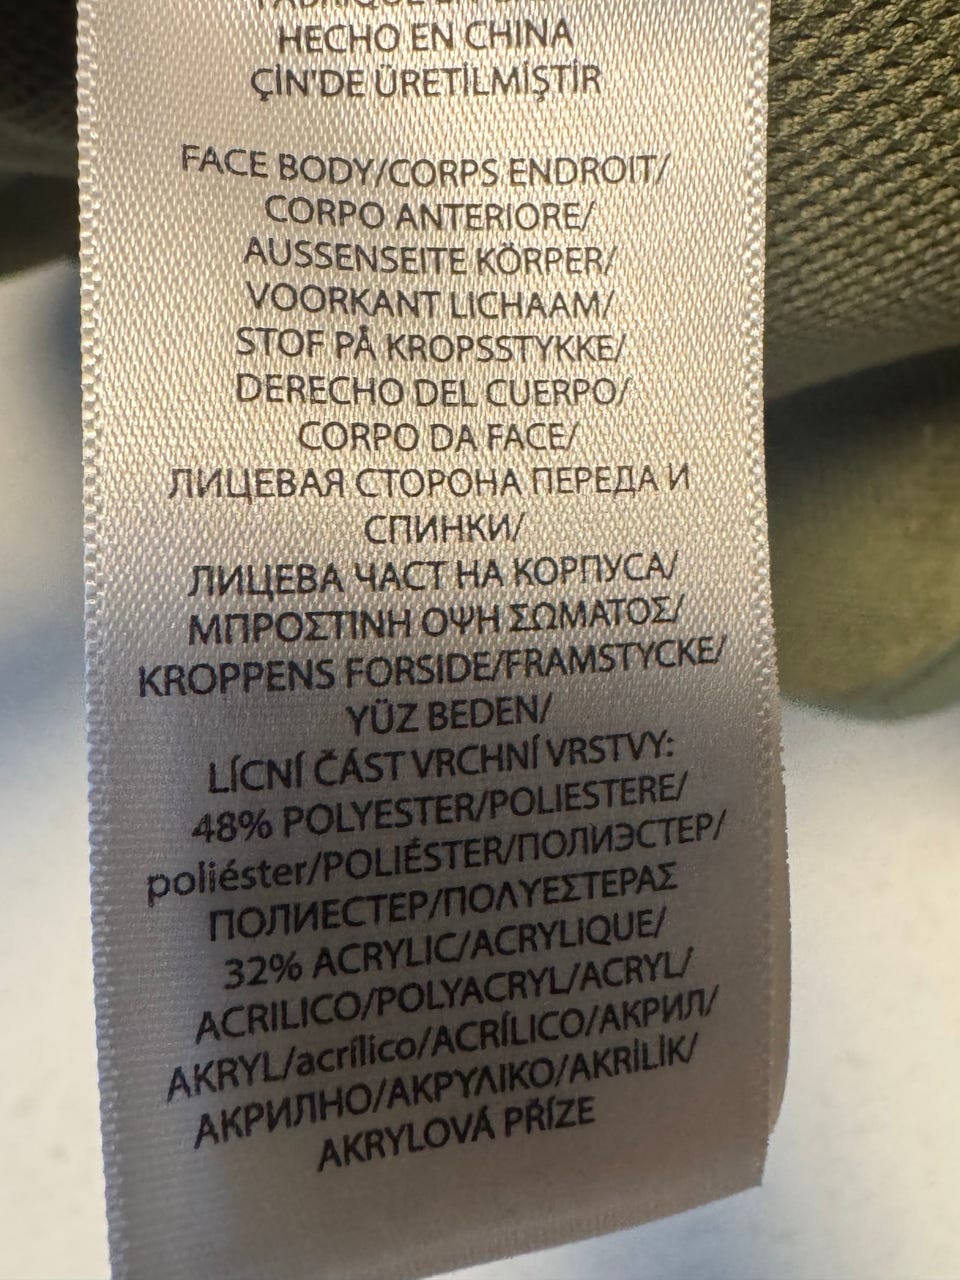 HECHO EN CHINA
ÇİN'DE ÜRETİLMİŞTİR
FACE BODY/CORPS ENDROIT/
CORPO ANTERIORE/
AUSSENSEITE KÖRPER/
VOORKANT LICHAAM/
STOF PÅ KROPSSTYKKE/
DERECHO DEL CUERPO/
CORPO DA FACE/
ЛИЦЕВАЯ СТОРОНА ПЕРЕДА И
СПИНКИ/
ЛИЦЕВА ЧАСТ НА КОРПУСА/
ΜΠΡΟΣΤΙΝΗ ΟΨΗ ΣΩΜΑΤΟΣ/
KROPPENS FORSIDE/FRAMSTYCKE/
YÜZ BEDEN/
LÍCNÍ ČÁST VRCHNÍ VRSTVY:
48% POLYESTER/POLIESTERE/
poliéster/POLIÉSTER/ПОЛИЭСТЕР/
ПОЛИЕСТЕР/ΠΟΛΥΕΣΤΕΡΑΣ
32% ACRYLIC/ACRYLIQUE/
ACRILICO/POLYACRYL/ACRYL/
AKRYL/acrílico/ACRÍLICO/АКРИЛ/
АКРИЛНО/ΑΚΡΥΛΙΚΟ/AKRİLİK/
AKRYLOVÁ PŘÍZE